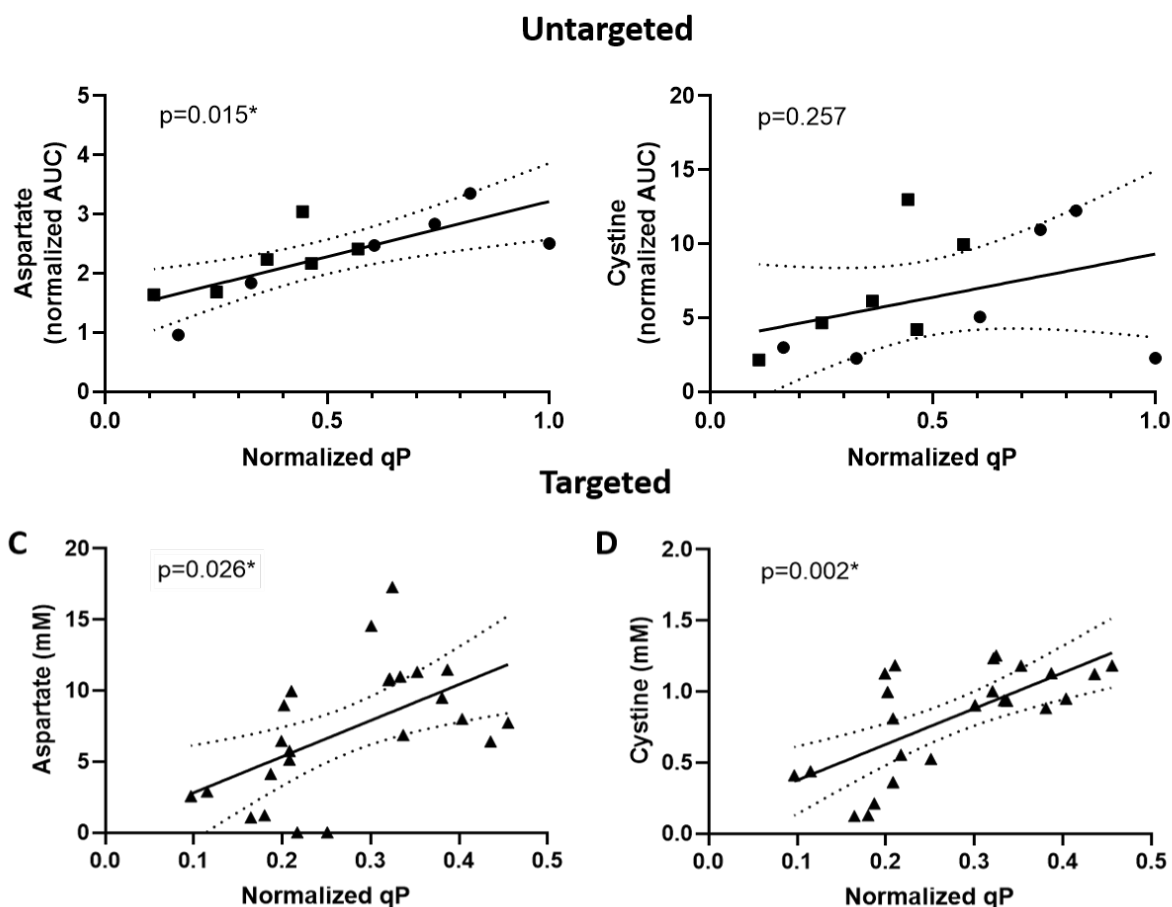 Untargeted
p=0.015*
Aspartate
(normalized AUC)
5
4
3
2
1
0
0.0
0.5
1.0
Normalized qP
p=0.257
Cystine
(normalized AUC)
20
15
10
5
0
0.0
0.5
1.0
Normalized qP
Targeted
C
p=0.026*
Aspartate (mM)
20
15
10
5
0
0.0
0.1
0.2
0.3
0.4
0.5
Normalized qP
D
p=0.002*
Cystine (mM)
2.0
1.5
1.0
0.5
0.0
0.0
0.1
0.2
0.3
0.4
0.5
Normalized qP